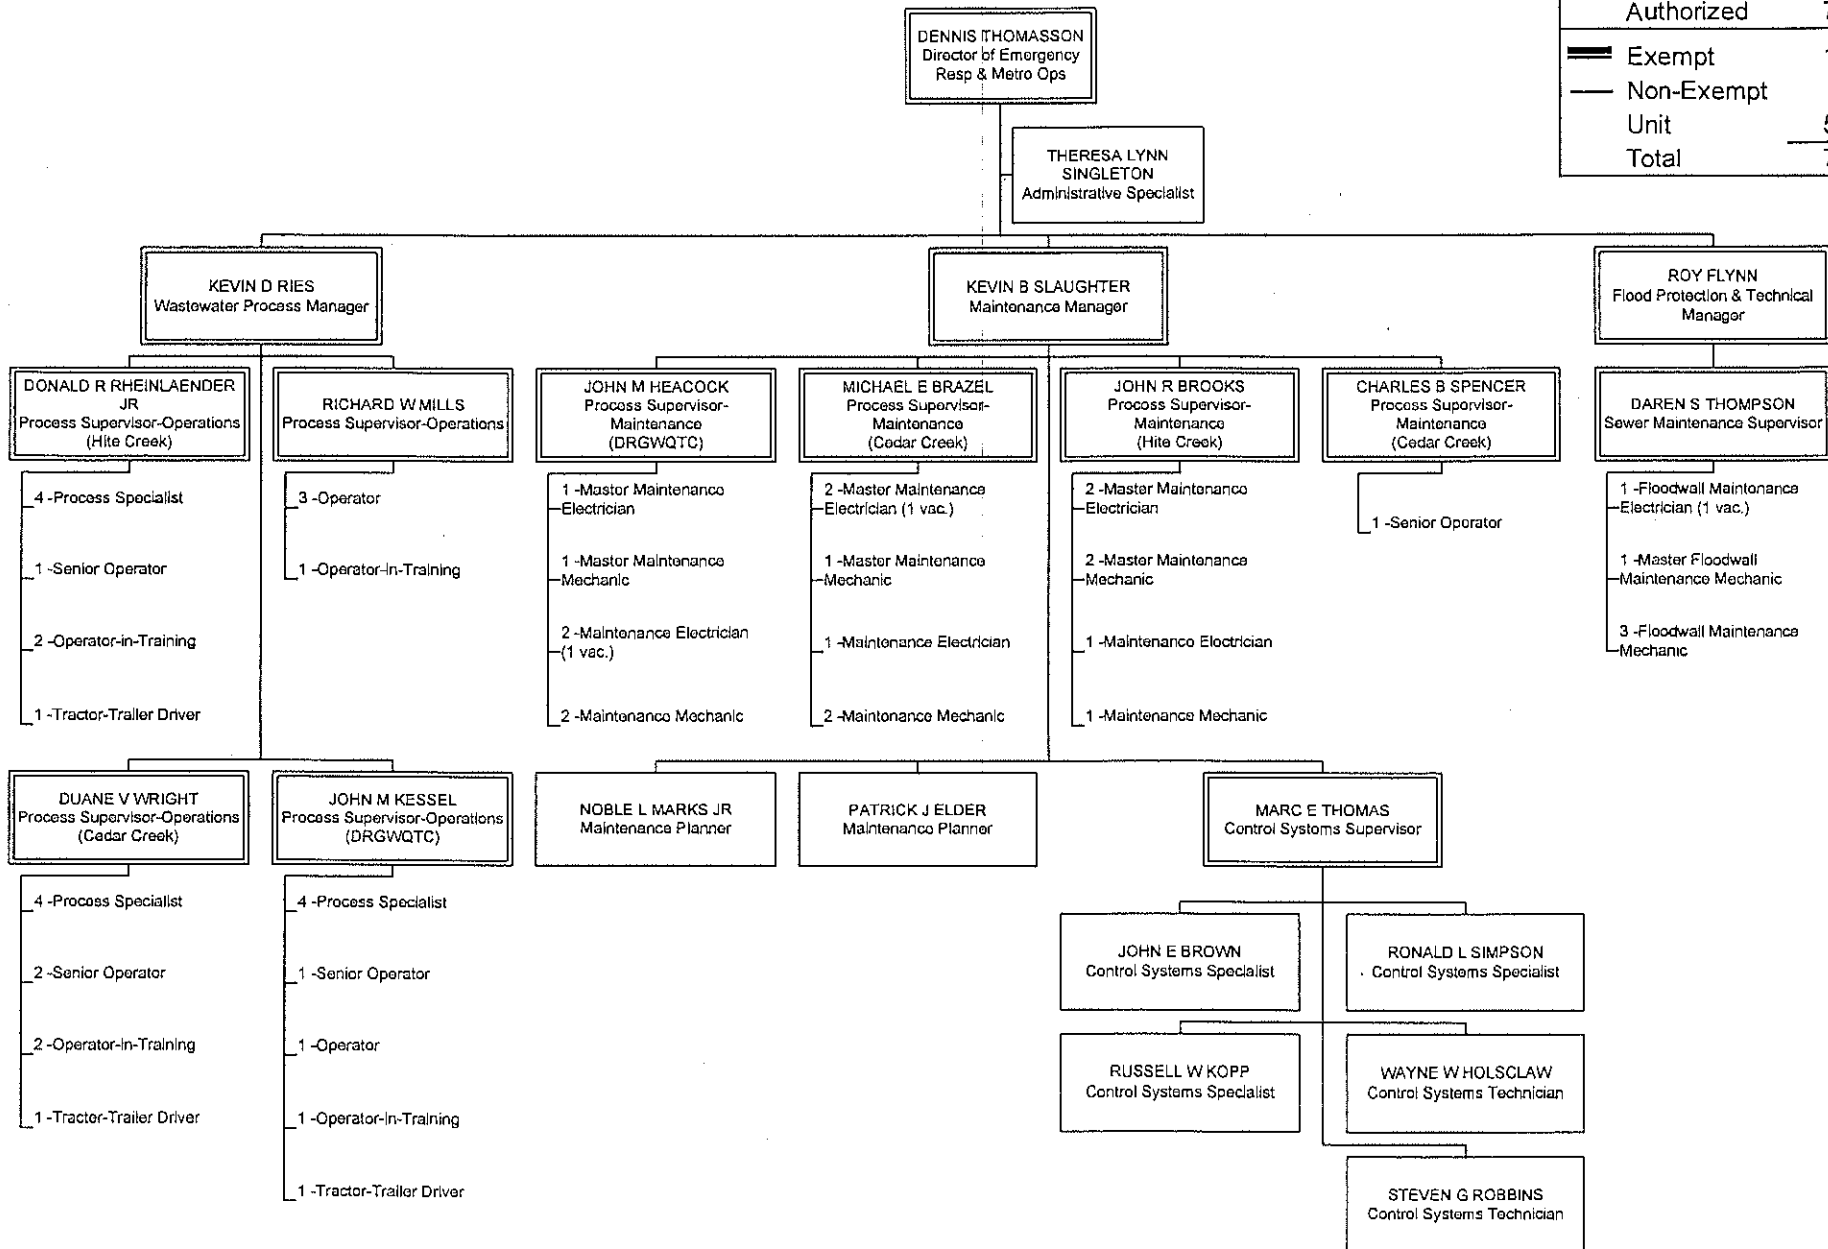 DENNIS THOMASSON
Director of Emergency
Resp & Metro Ops
Authorized
Exempt
Non-Exempt
Unit
Total
THERESA LYNN
SINGLETON
Administrative Specialist
KEVIN D RIES
Wastewater Process Manager
KEVIN B SLAUGHTER
Maintenance Manager
ROY FLYNN
Flood Protection & Technical
Manager
DONALD R RHEINLAENDER
JR
Process Supervisor-Operations
(Hite Creek)
RICHARD W MILLS
Process Supervisor-Operations
JOHN M HEACOCK
Process Supervisor-
Maintenance
(DRGWQTC)
MICHAEL E BRAZEL
Process Supervisor-
Maintenance
(Cedar Creek)
JOHN R BROOKS
Process Supervisor-
Maintenance
(Hite Creek)
CHARLES B SPENCER
Process Supervisor-
Maintenance
(Cedar Creek)
DAREN S THOMPSON
Sewer Maintenance Supervisor
4 -Process Specialist
1 -Senior Operator
2 -Operator-in-Training
1 -Tractor-Trailer Driver
3 -Operator
1 -Operator-In-Training
1 -Master Maintenance
Electrician
1 -Master Maintenance
Mechanic
2 -Maintenance Electrician
(1 vac.)
2 -Maintenance Mechanic
2 -Master Maintenance
Electrician (1 vac.)
1 -Master Maintenance
Mechanic
1 -Maintenance Electrician
2 -Maintenance Mechanic
2 -Master Maintenance
Electrician
2 -Master Maintenance
Mechanic
1 -Maintenance Electrician
1 -Maintenance Mechanic
1 -Senior Operator
1 -Floodwall Maintenance
Electrician (1 vac.)
1 -Master Floodwall
Maintenance Mechanic
3 -Floodwall Maintenance
Mechanic
DUANE V WRIGHT
Process Supervisor-Operations
(Cedar Creek)
JOHN M KESSEL
Process Supervisor-Operations
(DRGWQTC)
NOBLE L MARKS JR
Maintenance Planner
PATRICK J ELDER
Maintenance Planner
MARC E THOMAS
Control Systems Supervisor
4 -Process Specialist
2 -Senior Operator
2 -Operator-In-Training
1 -Tractor-Trailer Driver
4 -Process Specialist
1 -Senior Operator
1 -Operator
1 -Operator-In-Training
1 -Tractor-Trailer Driver
JOHN E BROWN
Control Systems Specialist
RONALD L SIMPSON
Control Systems Specialist
RUSSELL W KOPP
Control Systems Specialist
WAYNE W HOLSCLAW
Control Systems Technician
STEVEN G ROBBINS
Control Systems Technician